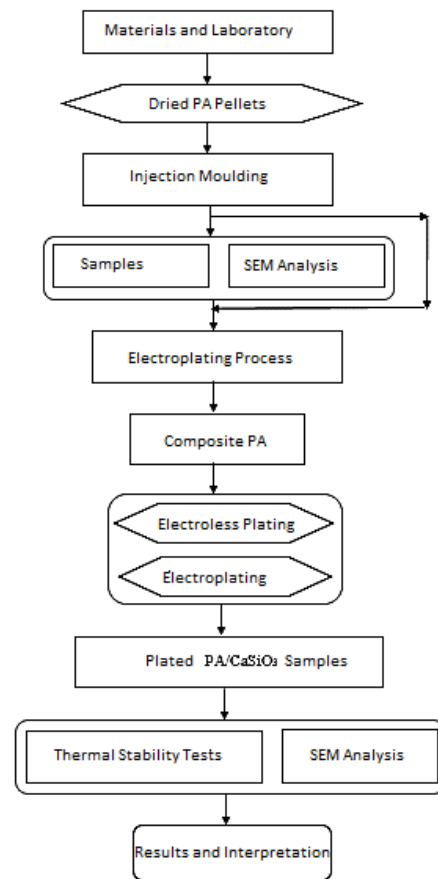 Materials and Laboratory
Dried PA Pellets
Injection Moulding
Samples
SEM Analysis
Electroplating Process
Composite PA
Electroless Plating
Electroplating
Plated PA/CaSiO₃ Samples
Thermal Stability Tests
SEM Analysis
Results and Interpretation